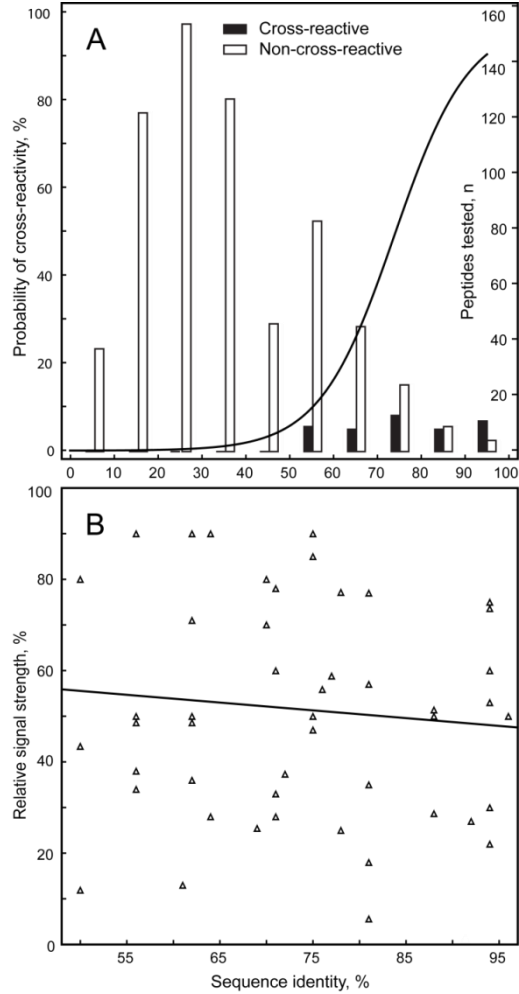 A
Cross-reactive
Non-cross-reactive
Probability of cross-reactivity, %
100
80
60
40
20
0
Peptides tested, n
160
140
120
100
80
60
40
20
0 10 20 30 40 50 60 70 80 90 100
B
Relative signal strength, %
100
80
60
40
20
0
55 65 75 85 95
Sequence identity, %